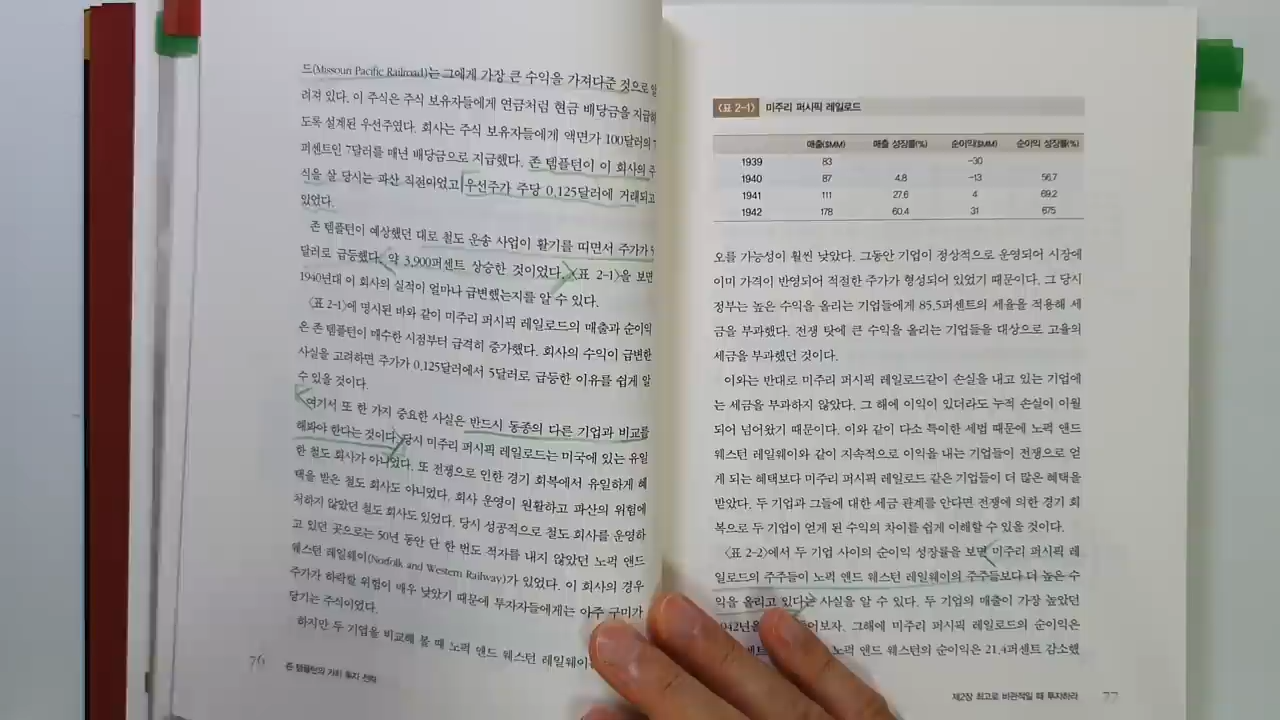 드(Missouri Pacific Railroad)는 그에게 가장 큰 수익을 가져다준 것으로 알
려져 있다. 이 주식은 주식 보유자들에게 연금처럼 현금 배당금을 지급하
도록 설계된 우선주였다. 회사는 주식 보유자들에게 액면가 100달러의 7
퍼센트인 7달러를 매년 배당금으로 지급했다. 존 템플턴이 이 회사의 주
식을 살 당시는 파산 직전이었고 우선주가 주당 0.125달러에 거래되고
있었다.
존 템플턴이 예상했던 대로 철도 운송 사업이 활기를 띠면서 주가가
달러로 급등했다. 약 3,900퍼센트 상승한 것이었다. 〈표 2-1〉을 보면
1940년대 이 회사의 실적이 얼마나 급변했는지를 알 수 있다.
〈표 2-1〉에 명시된 바와 같이 미주리 퍼시픽 레일로드의 매출과 순이익
은 존 템플턴이 매수한 시점부터 급격히 증가했다. 회사의 수익이 급변한
사실을 고려하면 주가가 0.125달러에서 5달러로 급등한 이유를 쉽게 알
수 있을 것이다.
여기서 또 한 가지 중요한 사실은 반드시 동종의 다른 기업과 비교를
해봐야 한다는 것이다. 당시 미주리 퍼시픽 레일로드는 미국에 있는 유일
한 철도 회사가 아니었다. 또 전쟁으로 인한 경기 회복에서 유일하게 혜
택을 받은 철도 회사도 아니었다. 회사 운영이 원활하고 파산의 위험에
처하지 않았던 철도 회사도 있었다. 당시 성공적으로 철도 회사를 운영하
고 있던 곳으로는 50년 동안 단 한 번도 적자를 내지 않았던 노퍽 앤드
웨스턴 레일웨이(Norfolk and Western Railway)가 있었다. 이 회사의 경우
주가가 하락할 위험이 매우 낮았기 때문에 투자자들에게는 아주 구미가
당기는 주식이었다.
하지만 두 기업을 비교해 볼 때 노퍽 앤드 웨스턴 레일웨이
76 존 템플턴의 가치 투자 전략
〈표 2-1〉 미주리 퍼시픽 레일로드
매출($MM) 매출 성장률(%) 순이익($MM) 순이익 성장률(%)
1939 83 -30
1940 87 4.8 -13 56.7
1941 111 27.6 4 69.2
1942 178 60.4 31 675
오를 가능성이 훨씬 낮았다. 그동안 기업이 정상적으로 운영되어 시장에
이미 가격이 반영되어 적절한 주가가 형성되어 있었기 때문이다. 그 당시
정부는 높은 수익을 올리는 기업들에게 85.5퍼센트의 세율을 적용해 세
금을 부과했다. 전쟁 탓에 큰 수익을 올리는 기업들을 대상으로 고율의
세금을 부과했던 것이다.
이와는 반대로 미주리 퍼시픽 레일로드같이 손실을 내고 있는 기업에
는 세금을 부과하지 않았다. 그 해에 이익이 있더라도 누적 손실이 이월
되어 넘어왔기 때문이다. 이와 같이 다소 특이한 세법 때문에 노퍽 앤드
웨스턴 레일웨이와 같이 지속적으로 이익을 내는 기업들이 전쟁으로 얻
게 되는 혜택보다 미주리 퍼시픽 레일로드 같은 기업들이 더 많은 혜택을
받았다. 두 기업과 그들에 대한 세금 관계를 안다면 전쟁에 의한 경기 회
복으로 두 기업이 얻게 된 수익의 차이를 쉽게 이해할 수 있을 것이다.
〈표 2-2〉에서 두 기업 사이의 순이익 성장률을 보면 미주리 퍼시픽 레
일로드의 주주들이 노퍽 앤드 웨스턴 레일웨이의 주주들보다 더 높은 수
익을 올리고 있다는 사실을 알 수 있다. 두 기업의 매출이 가장 높았던
그해에 미주리 퍼시픽 레일로드의 순이익은
노퍽 앤드 웨스턴의 순이익은 21.4퍼센트 감소했
제2장 최고로 비관적일 때 투자하라 77